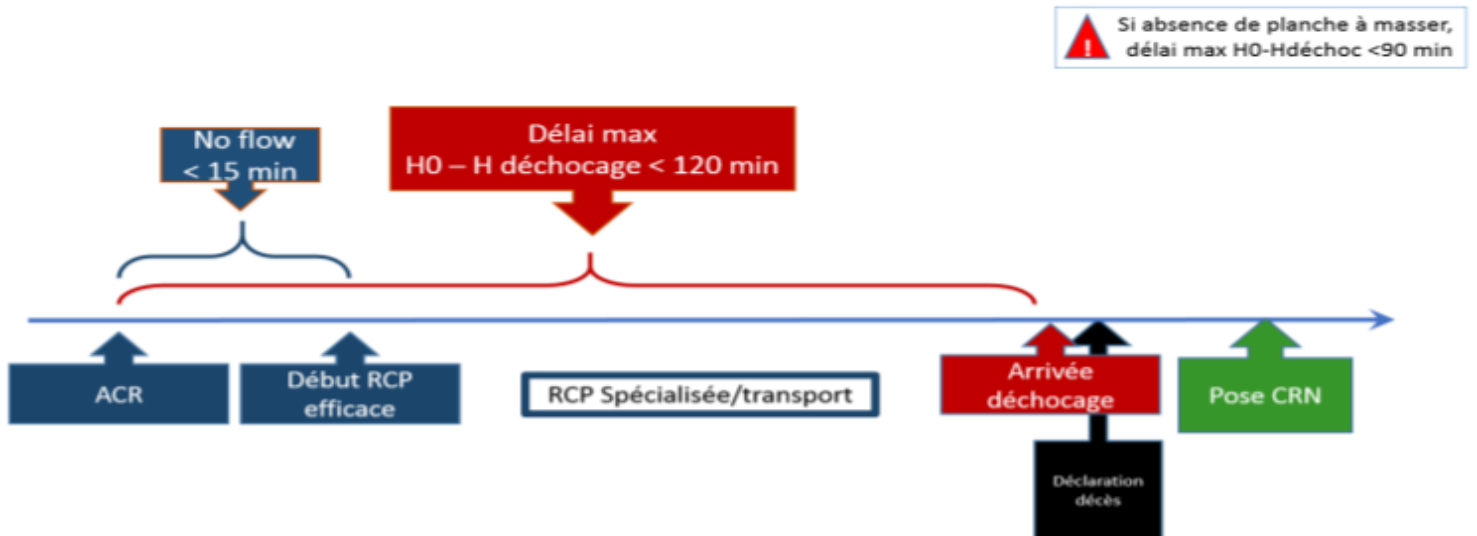 Si absence de planche à masser,
délai max H0-Hdéchoc <90 min
!
No flow
< 15 min
Délai max
H0 – H déchocage < 120 min
ACR
Début RCP
efficace
RCP Spécialisée/transport
Arrivée
déchocage
Pose CRN
Déclaration
décès